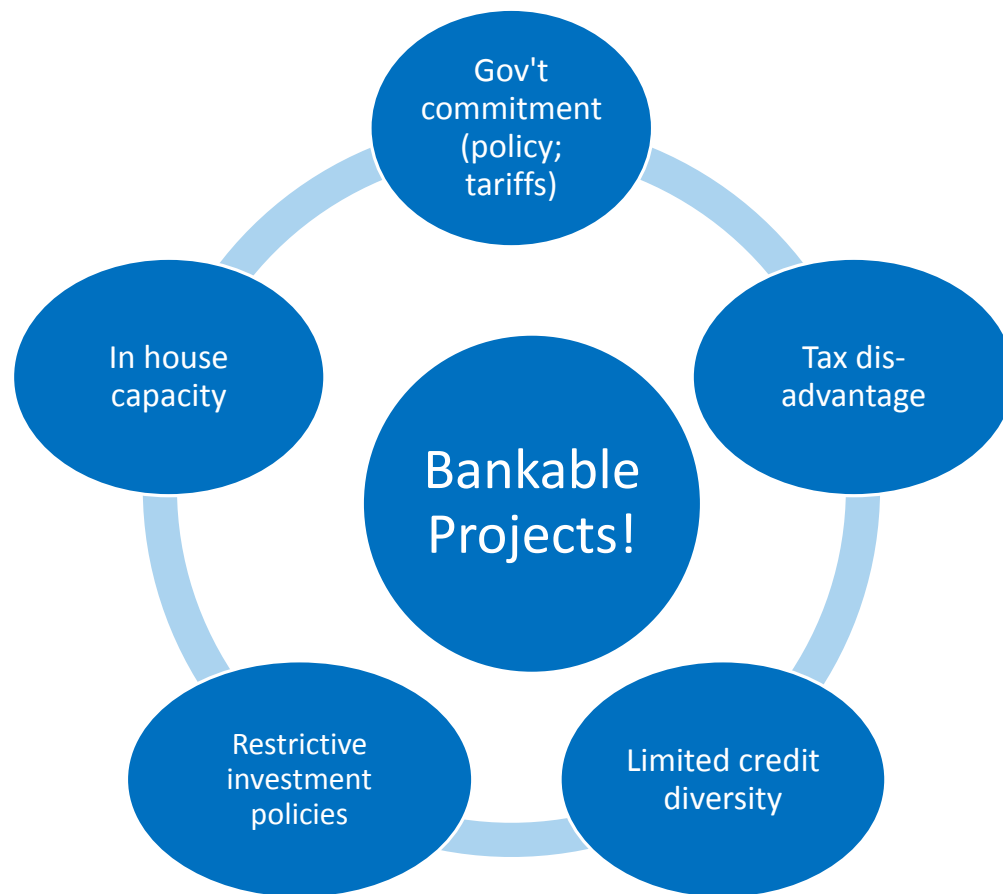 Gov't
commitment
(policy;
tariffs)
In house
capacity
Tax dis-
advantage
Bankable
Projects!
Restrictive
investment
policies
Limited credit
diversity